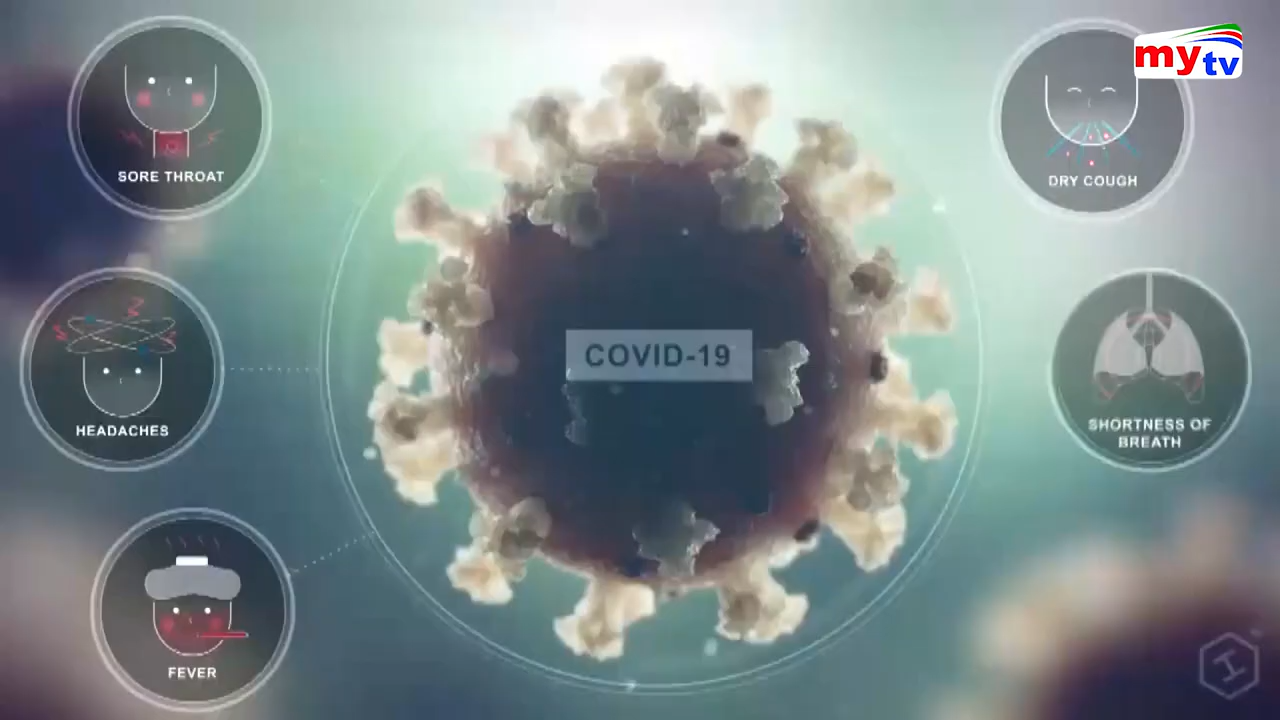 my
tv
SORE THROAT
DRY COUGH
HEADACHES
COVID-19
SHORTNESS OF
BREATH
FEVER